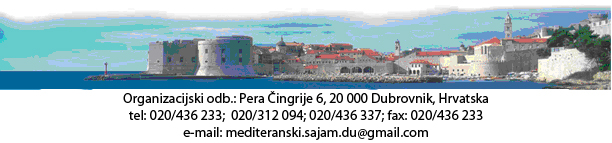 Organizacijski odb.: Pera Čingrije 6, 20 000 Dubrovnik, Hrvatska
tel: 020/436 233;  020/312 094; 020/436 337; fax: 020/436 233
e-mail: mediteranski.sajam.du@gmail.com